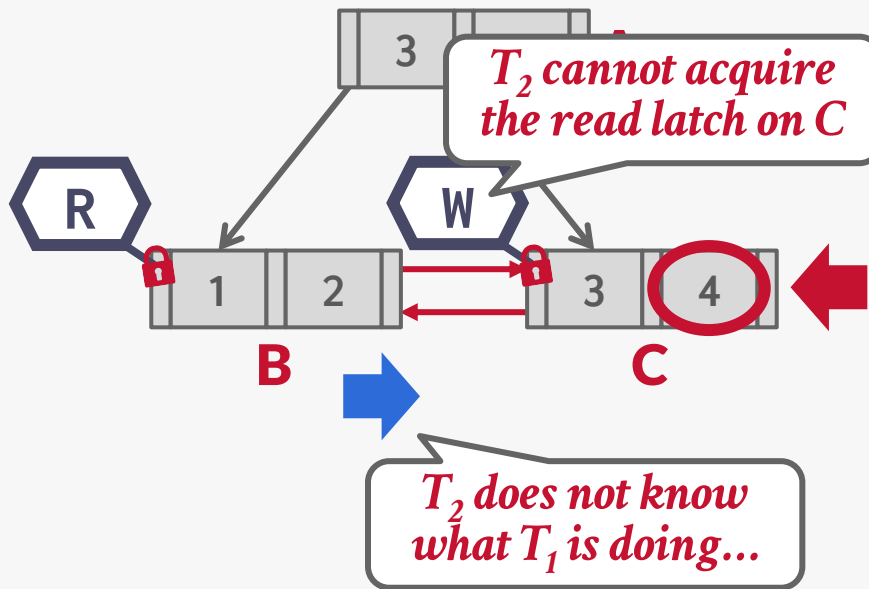 3
T₂ cannot acquire
the read latch on C
R
W
1 2
3 4
B
C
T₂ does not know
what T₁ is doing...